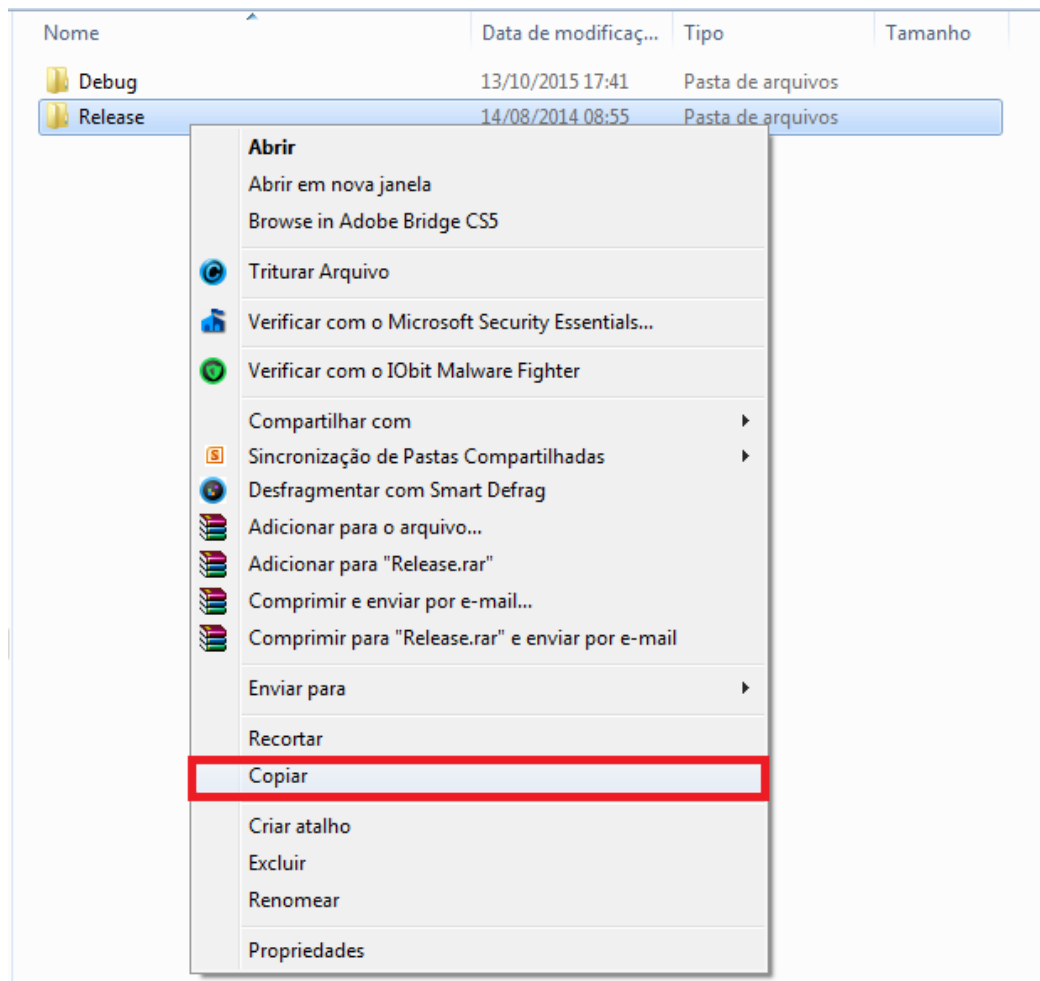 Nome Data de modificaç... Tipo Tamanho
Debug 13/10/2015 17:41 Pasta de arquivos
Release 14/08/2014 08:55 Pasta de arquivos
Abrir
Abrir em nova janela
Browse in Adobe Bridge CS5
Triturar Arquivo
Verificar com o Microsoft Security Essentials...
Verificar com o IObit Malware Fighter
Compartilhar com
Sincronização de Pastas Compartilhadas
Desfragmentar com Smart Defrag
Adicionar para o arquivo...
Adicionar para "Release.rar"
Comprimir e enviar por e-mail...
Comprimir para "Release.rar" e enviar por e-mail
Enviar para
Recortar
Copiar
Criar atalho
Excluir
Renomear
Propriedades